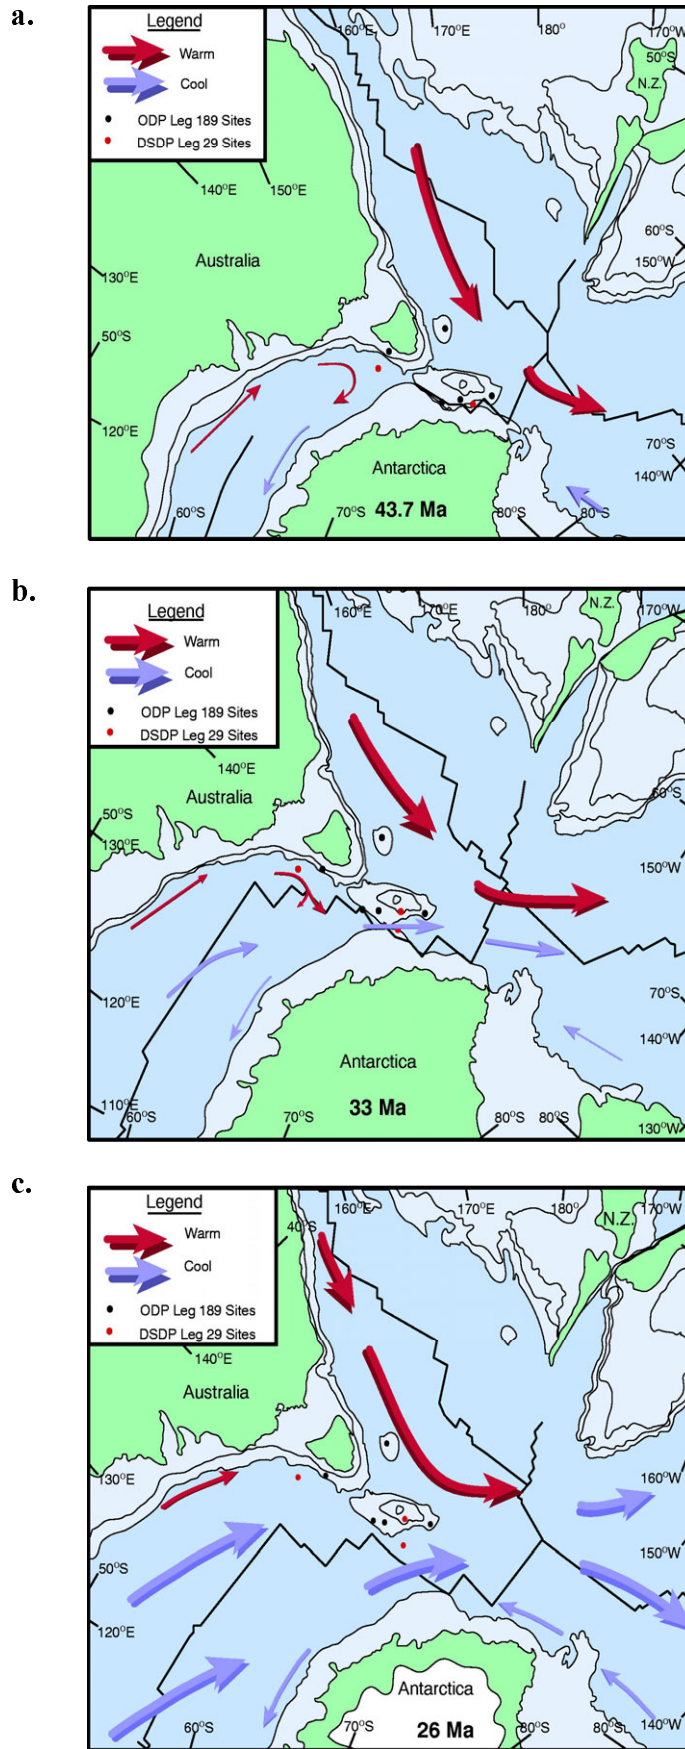 a.
Legend
Warm
Cool
ODP Leg 189 Sites
DSDP Leg 29 Sites
160°E
170°E
180°
170°W
50°S
N.Z.
140°E
150°E
60°S
150°W
Australia
130°E
50°S
120°E
70°S
140°W
Antarctica
43.7 Ma
60°S
70°S
80°S
80°S
b.
Legend
Warm
Cool
ODP Leg 189 Sites
DSDP Leg 29 Sites
160°E
170°E
180°
N.Z.
170°W
140°E
Australia
60°S
50°S
130°E
150°W
120°E
70°S
140°W
Antarctica
33 Ma
110°E
60°S
70°S
80°S
80°S
130°W
c.
Legend
Warm
Cool
ODP Leg 189 Sites
DSDP Leg 29 Sites
40°S
160°E
170°E
180°
170°W
N.Z.
140°E
Australia
130°E
160°W
50°S
150°W
120°E
Antarctica
26 Ma
60°S
70°S
80°S
80°S
140°W